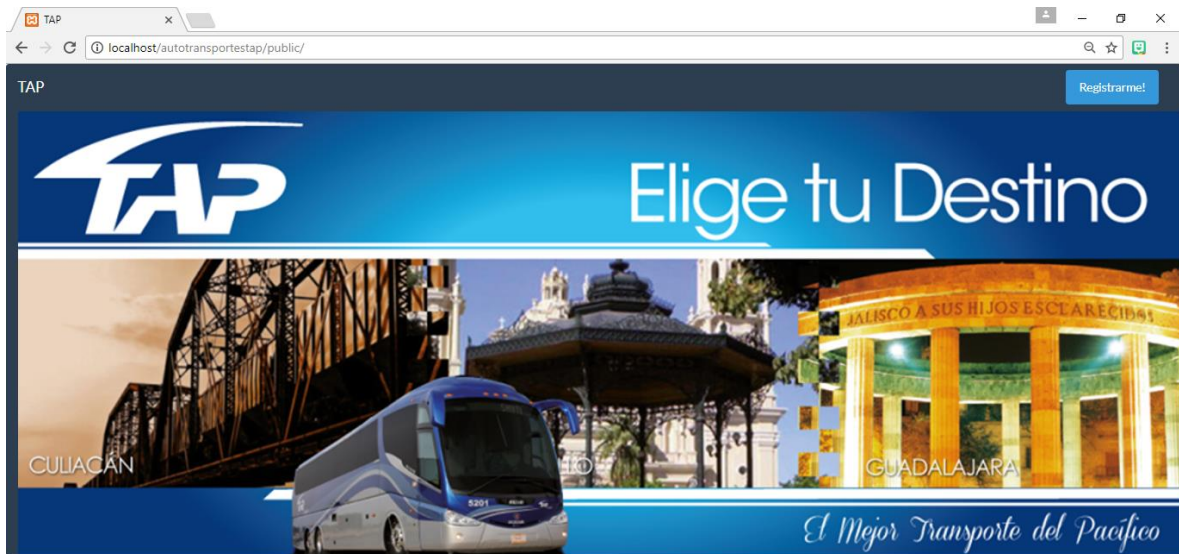 TAP
localhost/autotransportestap/public/
TAP
Registrarme!
TAP
Elige tu Destino
JALISCO A SUS HIJOS ESCLARECIDOS
CULIACÁN
GUADALAJARA
5201
El Mejor Transporte del Pacífico